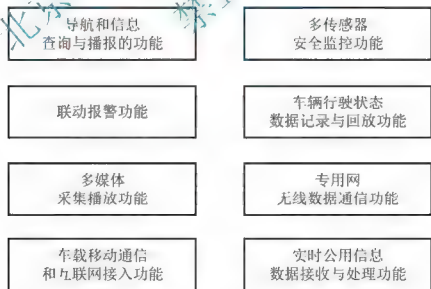 导航和信息
查询与播报的功能
多传感器
安全监控功能
联动报警功能
车辆行驶状态
数据记录与回放功能
多媒体
采集播放功能
专用网
无线数据通信功能
车载移动通信
和互联网接入功能
实时公用信息
数据接收与处理功能